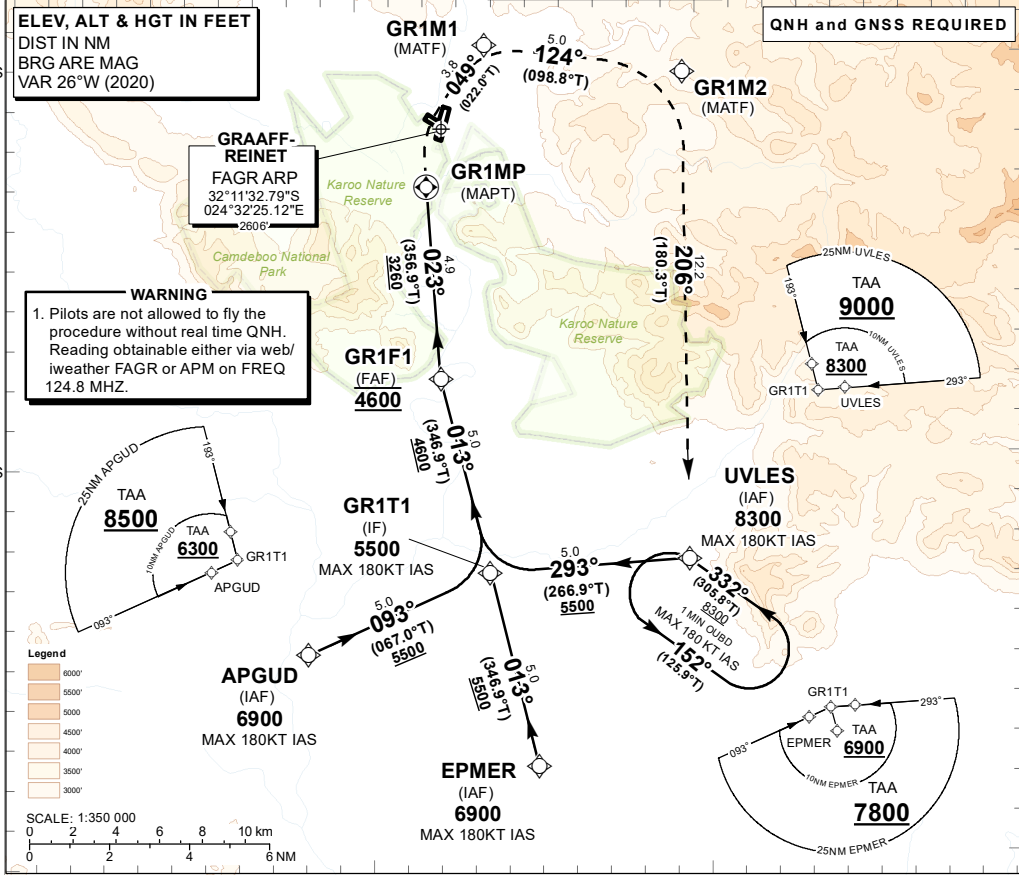 ELEV, ALT & HGT IN FEET
DIST IN NM
BRG ARE MAG
VAR 26°W (2020)
QNH and GNSS REQUIRED
GR1M1
(MATF)
3.8
049°
(022.0°T)
5.0
124°
(098.8°T)
GR1M2
(MATF)
GRAAFF-
REINET
FAGR ARP
32°11'32.79"S
024°32'25.12"E
2606'
Karoo Nature
Reserve
GR1MP
(MAPT)
Camdeboo National
Park
4.9
023°
(356.9°T)
3260
12.2
206°
(180.3°T)
Karoo Nature
Reserve
WARNING
1. Pilots are not allowed to fly the
procedure without real time QNH.
Reading obtainable either via web/
iweather FAGR or APM on FREQ
124.8 MHZ.
GR1F1
(FAF)
4600
25NM UVLES
193°
TAA
9000
10NM UVLES
TAA
8300
293°
GR1T1
UVLES
5.0
013°
(346.9°T)
4600
25NM APGUD
193°
TAA
8500
10NM APGUD
TAA
6300
GR1T1
APGUD
093°
GR1T1
(IF)
5500
MAX 180KT IAS
UVLES
(IAF)
8300
MAX 180KT IAS
5.0
293°
(266.9°T)
5500
332°
(305.8°T)
8300
1 MIN OUBD
MAX 180 KT IAS
152°
(125.9°T)
5.0
093°
(067.0°T)
5500
APGUD
(IAF)
6900
MAX 180KT IAS
5.0
013°
(346.9°T)
5500
EPMER
(IAF)
6900
MAX 180KT IAS
GR1T1
293°
093°
EPMER
TAA
6900
10NM EPMER
TAA
7800
25NM EPMER
Legend
6000'
5500'
5000'
4500'
4000'
3500'
3000'
SCALE: 1:350 000
0 2 4 6 8 10 km
0 2 4 6 NM
S
S